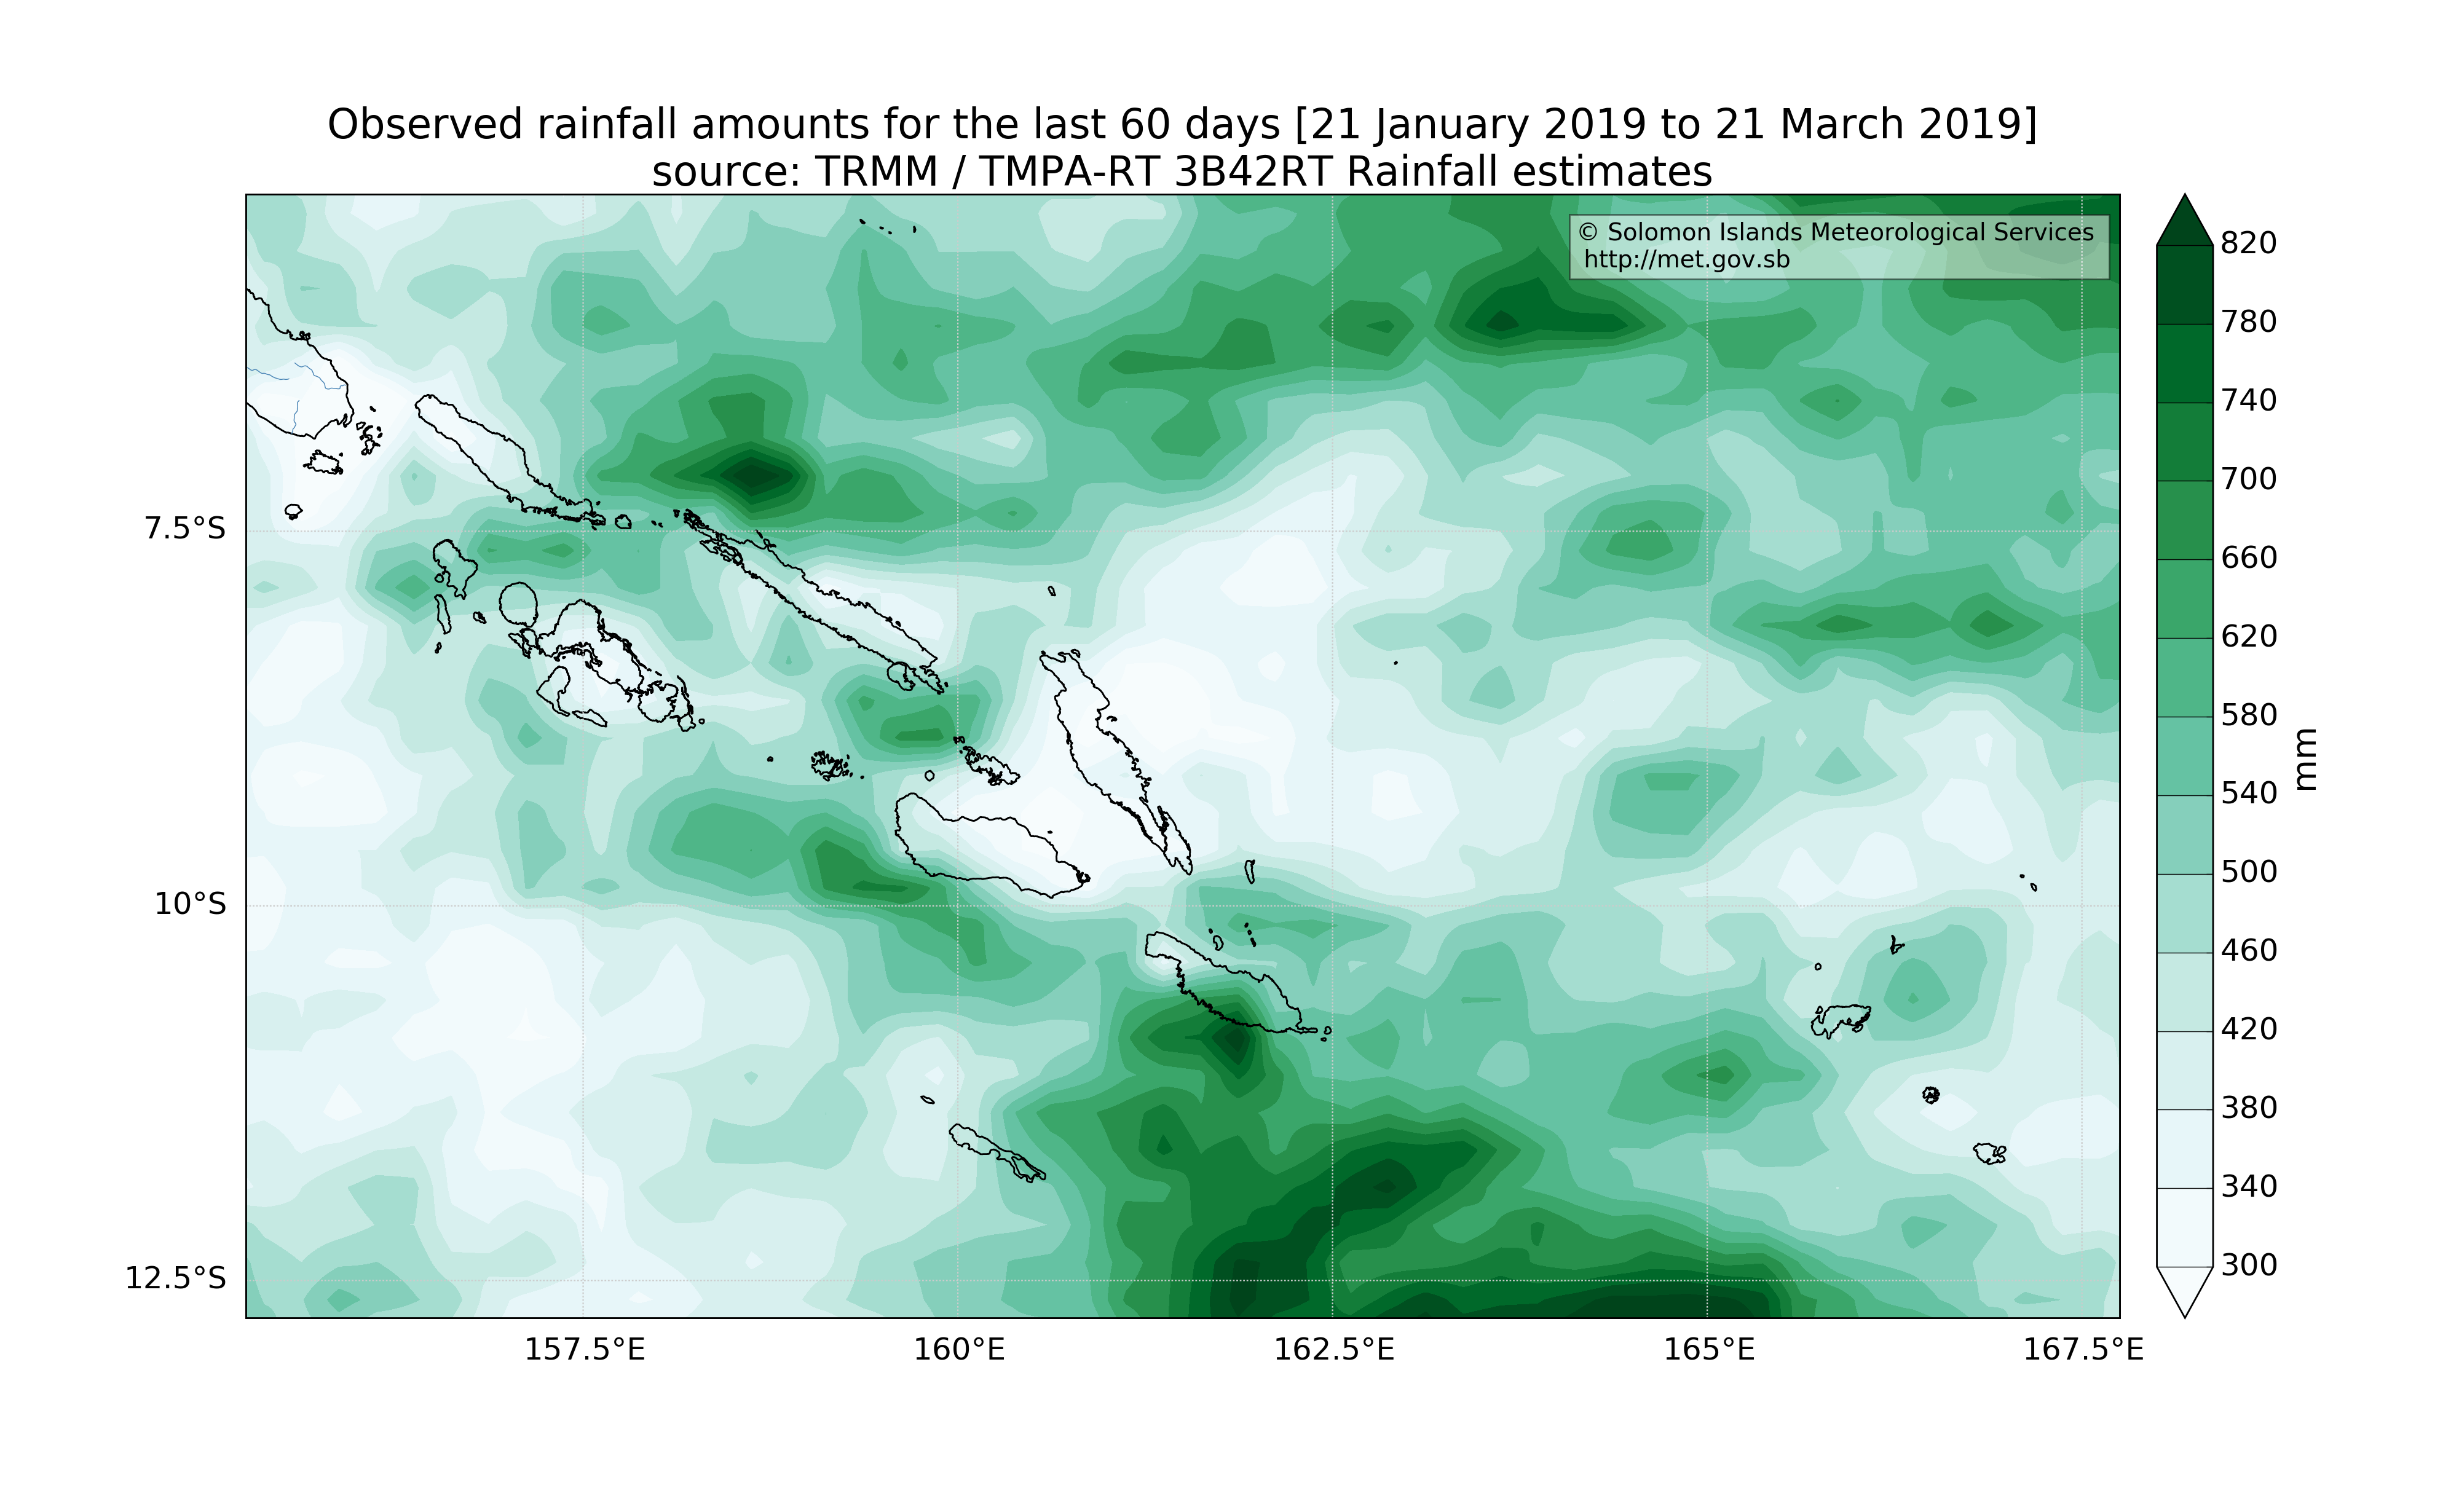 Observed rainfall amounts for the last 60 days [21 January 2019 to 21 March 2019]
source: TRMM / TMPA-RT 3B42RT Rainfall estimates
© Solomon Islands Meteorological Services
http://met.gov.sb
7.5°S
10°S
12.5°S
157.5°E
160°E
162.5°E
165°E
167.5°E
820
780
740
700
660
620
580
540
500
460
420
380
340
300
mm